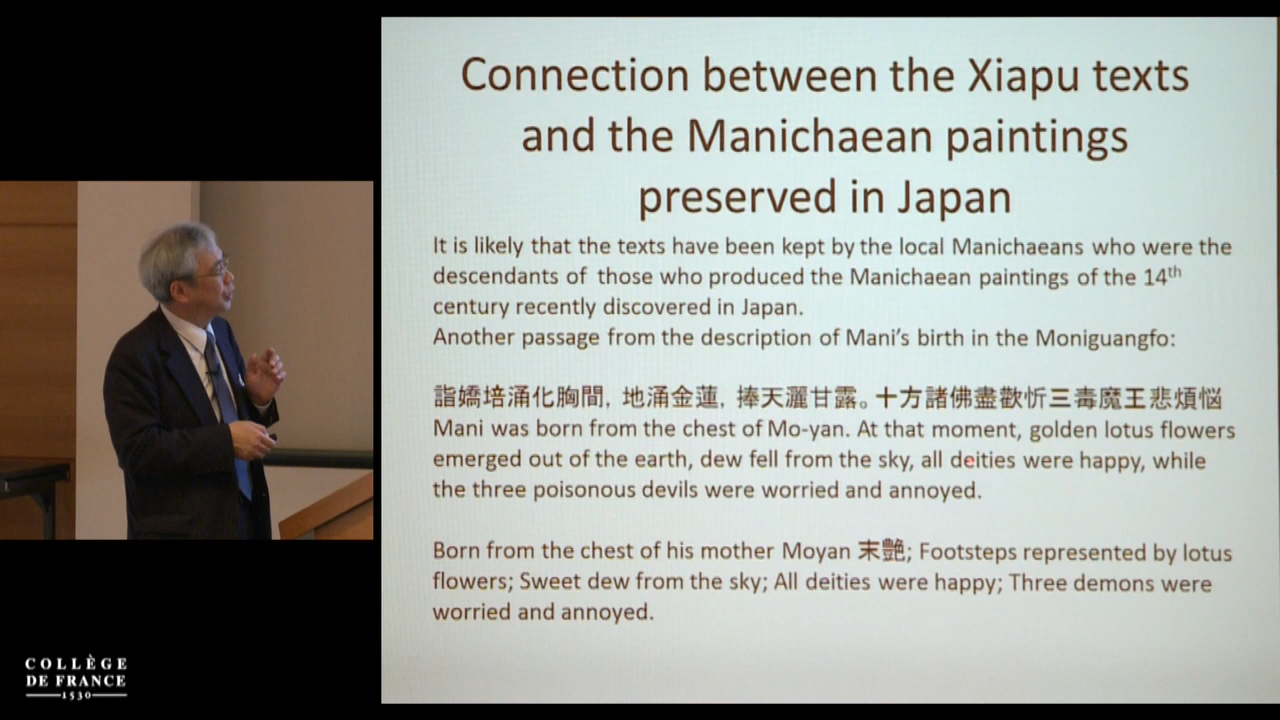 Connection between the Xiapu texts
and the Manichaean paintings
preserved in Japan
It is likely that the texts have been kept by the local Manichaeans who were the
descendants of those who produced the Manichaean paintings of the 14th
century recently discovered in Japan.
Another passage from the description of Mani's birth in the Moniguangfo:
詣嬌培涌化胸間，地涌金蓮，捧天灑甘露。十方諸佛盡歡忻三毒魔王悲煩惱
Mani was born from the chest of Mo-yan. At that moment, golden lotus flowers
emerged out of the earth, dew fell from the sky, all deities were happy, while
the three poisonous devils were worried and annoyed.
Born from the chest of his mother Moyan 末艶; Footsteps represented by lotus
flowers; Sweet dew from the sky; All deities were happy; Three demons were
worried and annoyed.
COLLÈGE
DE FRANCE
1530